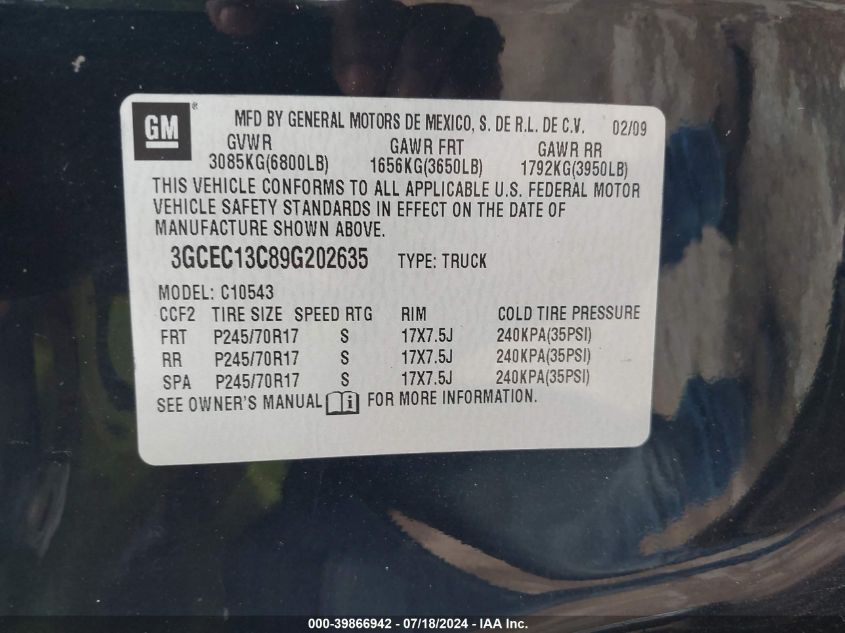 GM ® MFD BY GENERAL MOTORS DE MEXICO, S. DE R.L. DE C.V. 02/09
GVWR GAWR FRT GAWR RR
3085KG(6800LB) 1656KG(3650LB) 1792KG(3950LB)
THIS VEHICLE CONFORMS TO ALL APPLICABLE U.S. FEDERAL MOTOR
VEHICLE SAFETY STANDARDS IN EFFECT ON THE DATE OF
MANUFACTURE SHOWN ABOVE.
3GCEC13C89G202635 TYPE: TRUCK
MODEL: C10543
CCF2 TIRE SIZE SPEED RTG RIM COLD TIRE PRESSURE
FRT P245/70R17 S 17X7.5J 240KPA(35PSI)
RR P245/70R17 S 17X7.5J 240KPA(35PSI)
SPA P245/70R17 S 17X7.5J 240KPA(35PSI)
SEE OWNER'S MANUAL i FOR MORE INFORMATION.
000-39866942 - 07/18/2024 - IAA Inc.